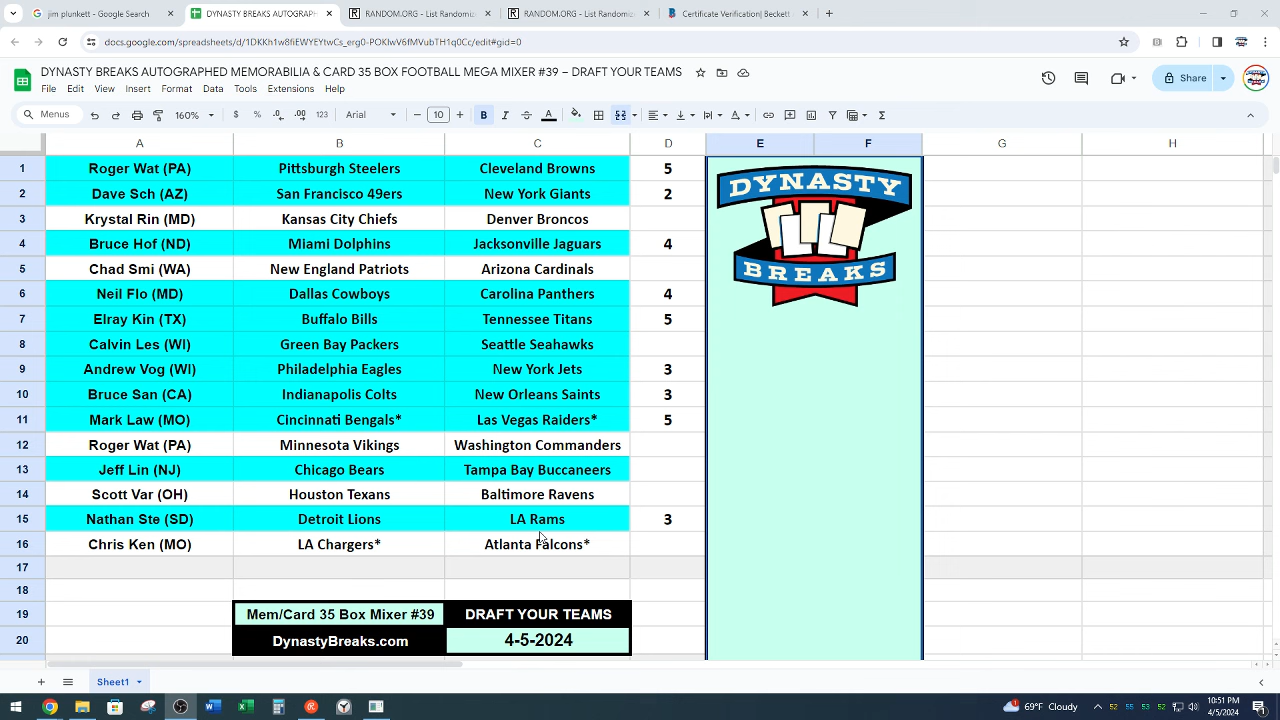 jim plunkett - Google Search
DYNASTY BREAKS AUTOGRAPH
RANDOM.ORG - List Randomize
RANDOM.ORG - List Randomize
Certificate Verification| Beckett
docs.google.com/spreadsheets/d/1DKKh1w8fiEWYEYtwCs_erg0-POKIwV6fMVubTH1q0Cc/edit#gid=0
DYNASTY BREAKS AUTOGRAPHED MEMORABILIA & CARD 35 BOX FOOTBALL MEGA MIXER #39 – DRAFT YOUR TEAMS
File Edit View Insert Format Data Tools Extensions Help
Share
Menus 160% $ % .0 .00 123 Arial 10 B I A
A B C D E F G H
1 Roger Wat (PA) Pittsburgh Steelers Cleveland Browns 5
2 Dave Sch (AZ) San Francisco 49ers New York Giants 2
3 Krystal Rin (MD) Kansas City Chiefs Denver Broncos
4 Bruce Hof (ND) Miami Dolphins Jacksonville Jaguars 4
5 Chad Smi (WA) New England Patriots Arizona Cardinals
6 Neil Flo (MD) Dallas Cowboys Carolina Panthers 4
7 Elray Kin (TX) Buffalo Bills Tennessee Titans 5
8 Calvin Les (WI) Green Bay Packers Seattle Seahawks
9 Andrew Vog (WI) Philadelphia Eagles New York Jets 3
10 Bruce San (CA) Indianapolis Colts New Orleans Saints 3
11 Mark Law (MO) Cincinnati Bengals* Las Vegas Raiders* 5
12 Roger Wat (PA) Minnesota Vikings Washington Commanders
13 Jeff Lin (NJ) Chicago Bears Tampa Bay Buccaneers
14 Scott Var (OH) Houston Texans Baltimore Ravens
15 Nathan Ste (SD) Detroit Lions LA Rams 3
16 Chris Ken (MO) LA Chargers* Atlanta Falcons*
17
18
19 Mem/Card 35 Box Mixer #39 DRAFT YOUR TEAMS
20 DynastyBreaks.com 4-5-2024
DYNASTY
BREAKS
Sheet1
69°F Cloudy
52 55 53 52
10:51 PM
4/5/2024